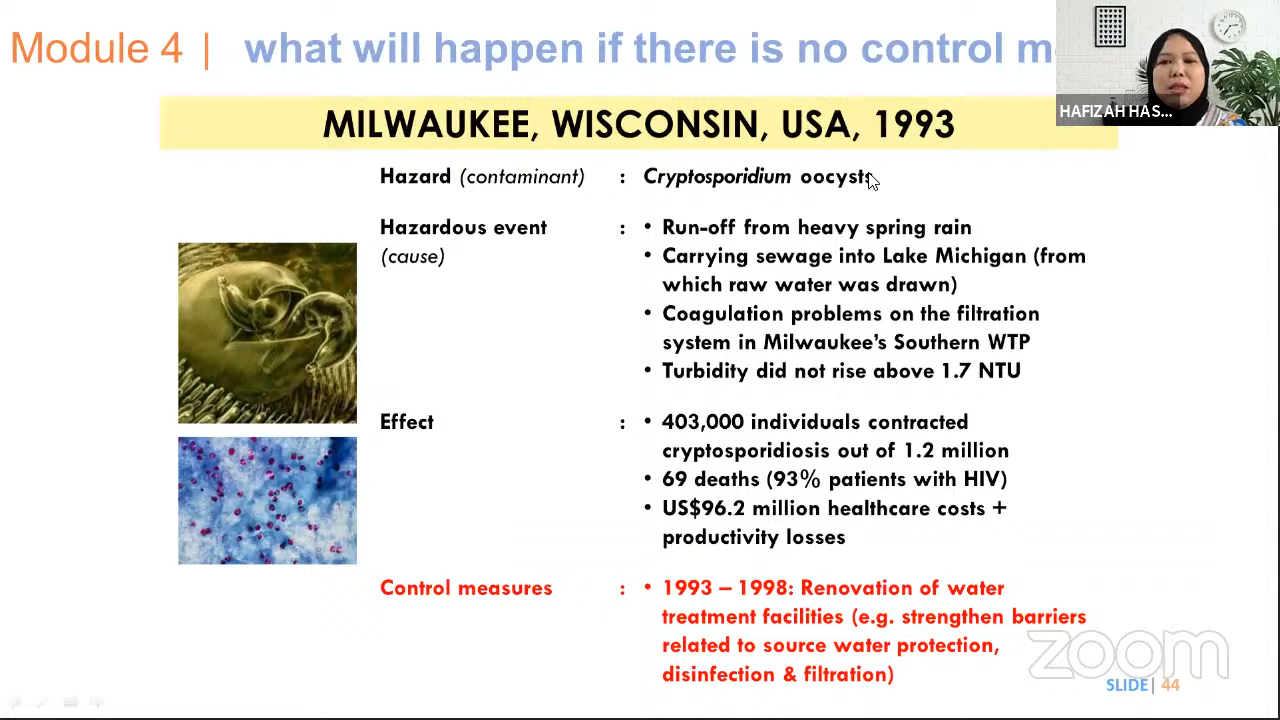 Module 4 | what will happen if there is no control
HAFIZAH HAS...
MILWAUKEE, WISCONSIN, USA, 1993
Hazard (contaminant) : Cryptosporidium oocysts
Hazardous event : • Run-off from heavy spring rain
(cause) • Carrying sewage into Lake Michigan (from
which raw water was drawn)
• Coagulation problems on the filtration
system in Milwaukee's Southern WTP
• Turbidity did not rise above 1.7 NTU
Effect : • 403,000 individuals contracted
cryptosporidiosis out of 1.2 million
• 69 deaths (93% patients with HIV)
• US$96.2 million healthcare costs +
productivity losses
Control measures : • 1993 – 1998: Renovation of water
treatment facilities (e.g. strengthen barriers
related to source water protection,
disinfection & filtration)
zoom
SLIDE | 44